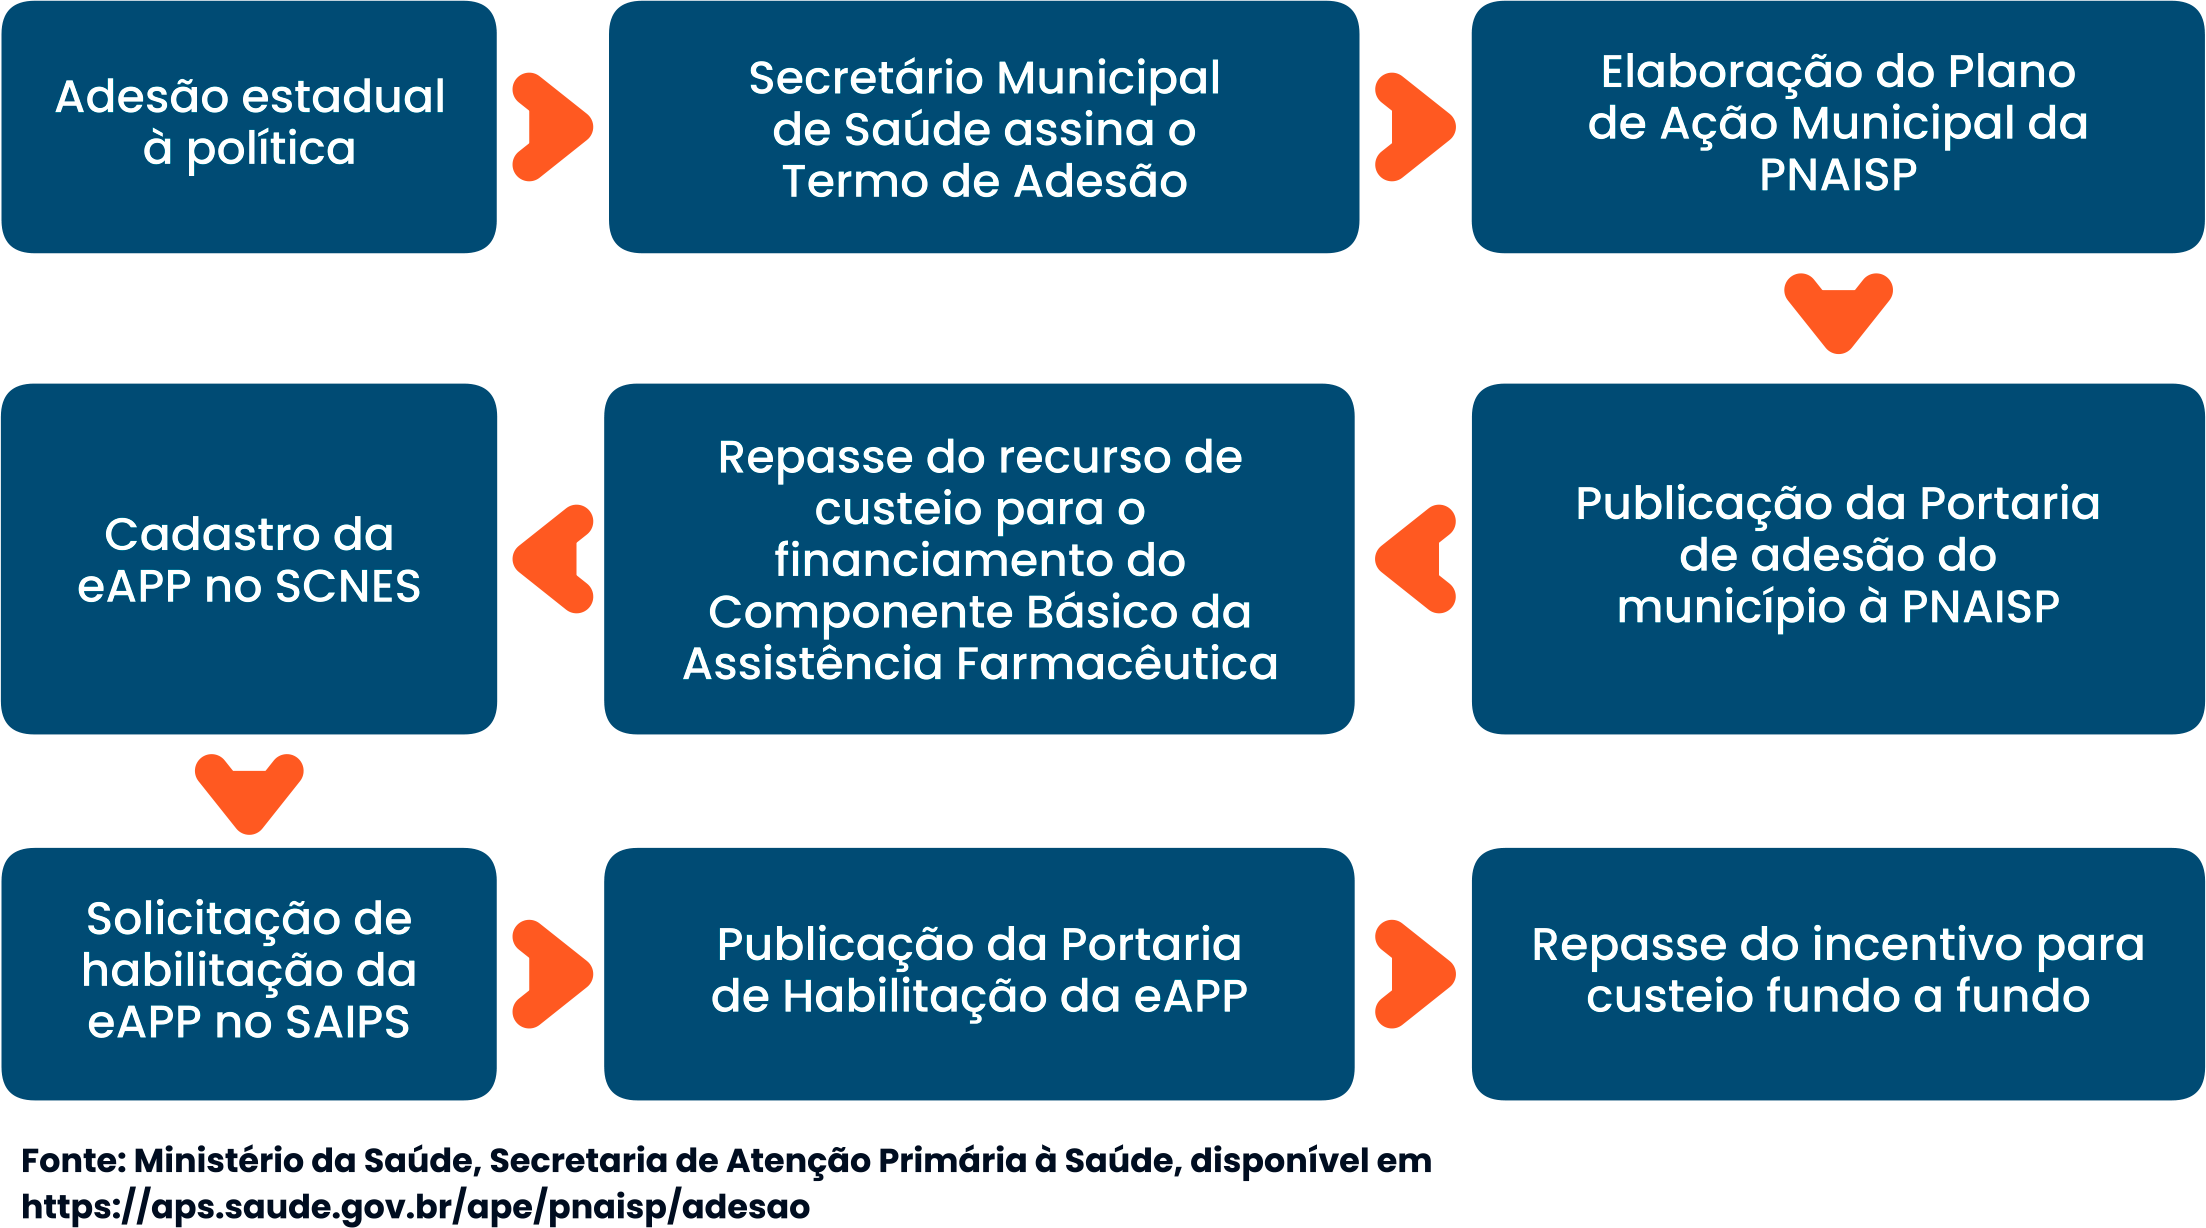 Adesão estadual
à política
Secretário Municipal
de Saúde assina o
Termo de Adesão
Elaboração do Plano
de Ação Municipal da
PNAISP
Publicação da Portaria
de adesão do
município à PNAISP
Repasse do recurso de
custeio para o
financiamento do
Componente Básico da
Assistência Farmacêutica
Cadastro da
eAPP no SCNES
Solicitação de
habilitação da
eAPP no SAIPS
Publicação da Portaria
de Habilitação da eAPP
Repasse do incentivo para
custeio fundo a fundo
Fonte: Ministério da Saúde, Secretaria de Atenção Primária à Saúde, disponível em
https://aps.saude.gov.br/ape/pnaisp/adesao